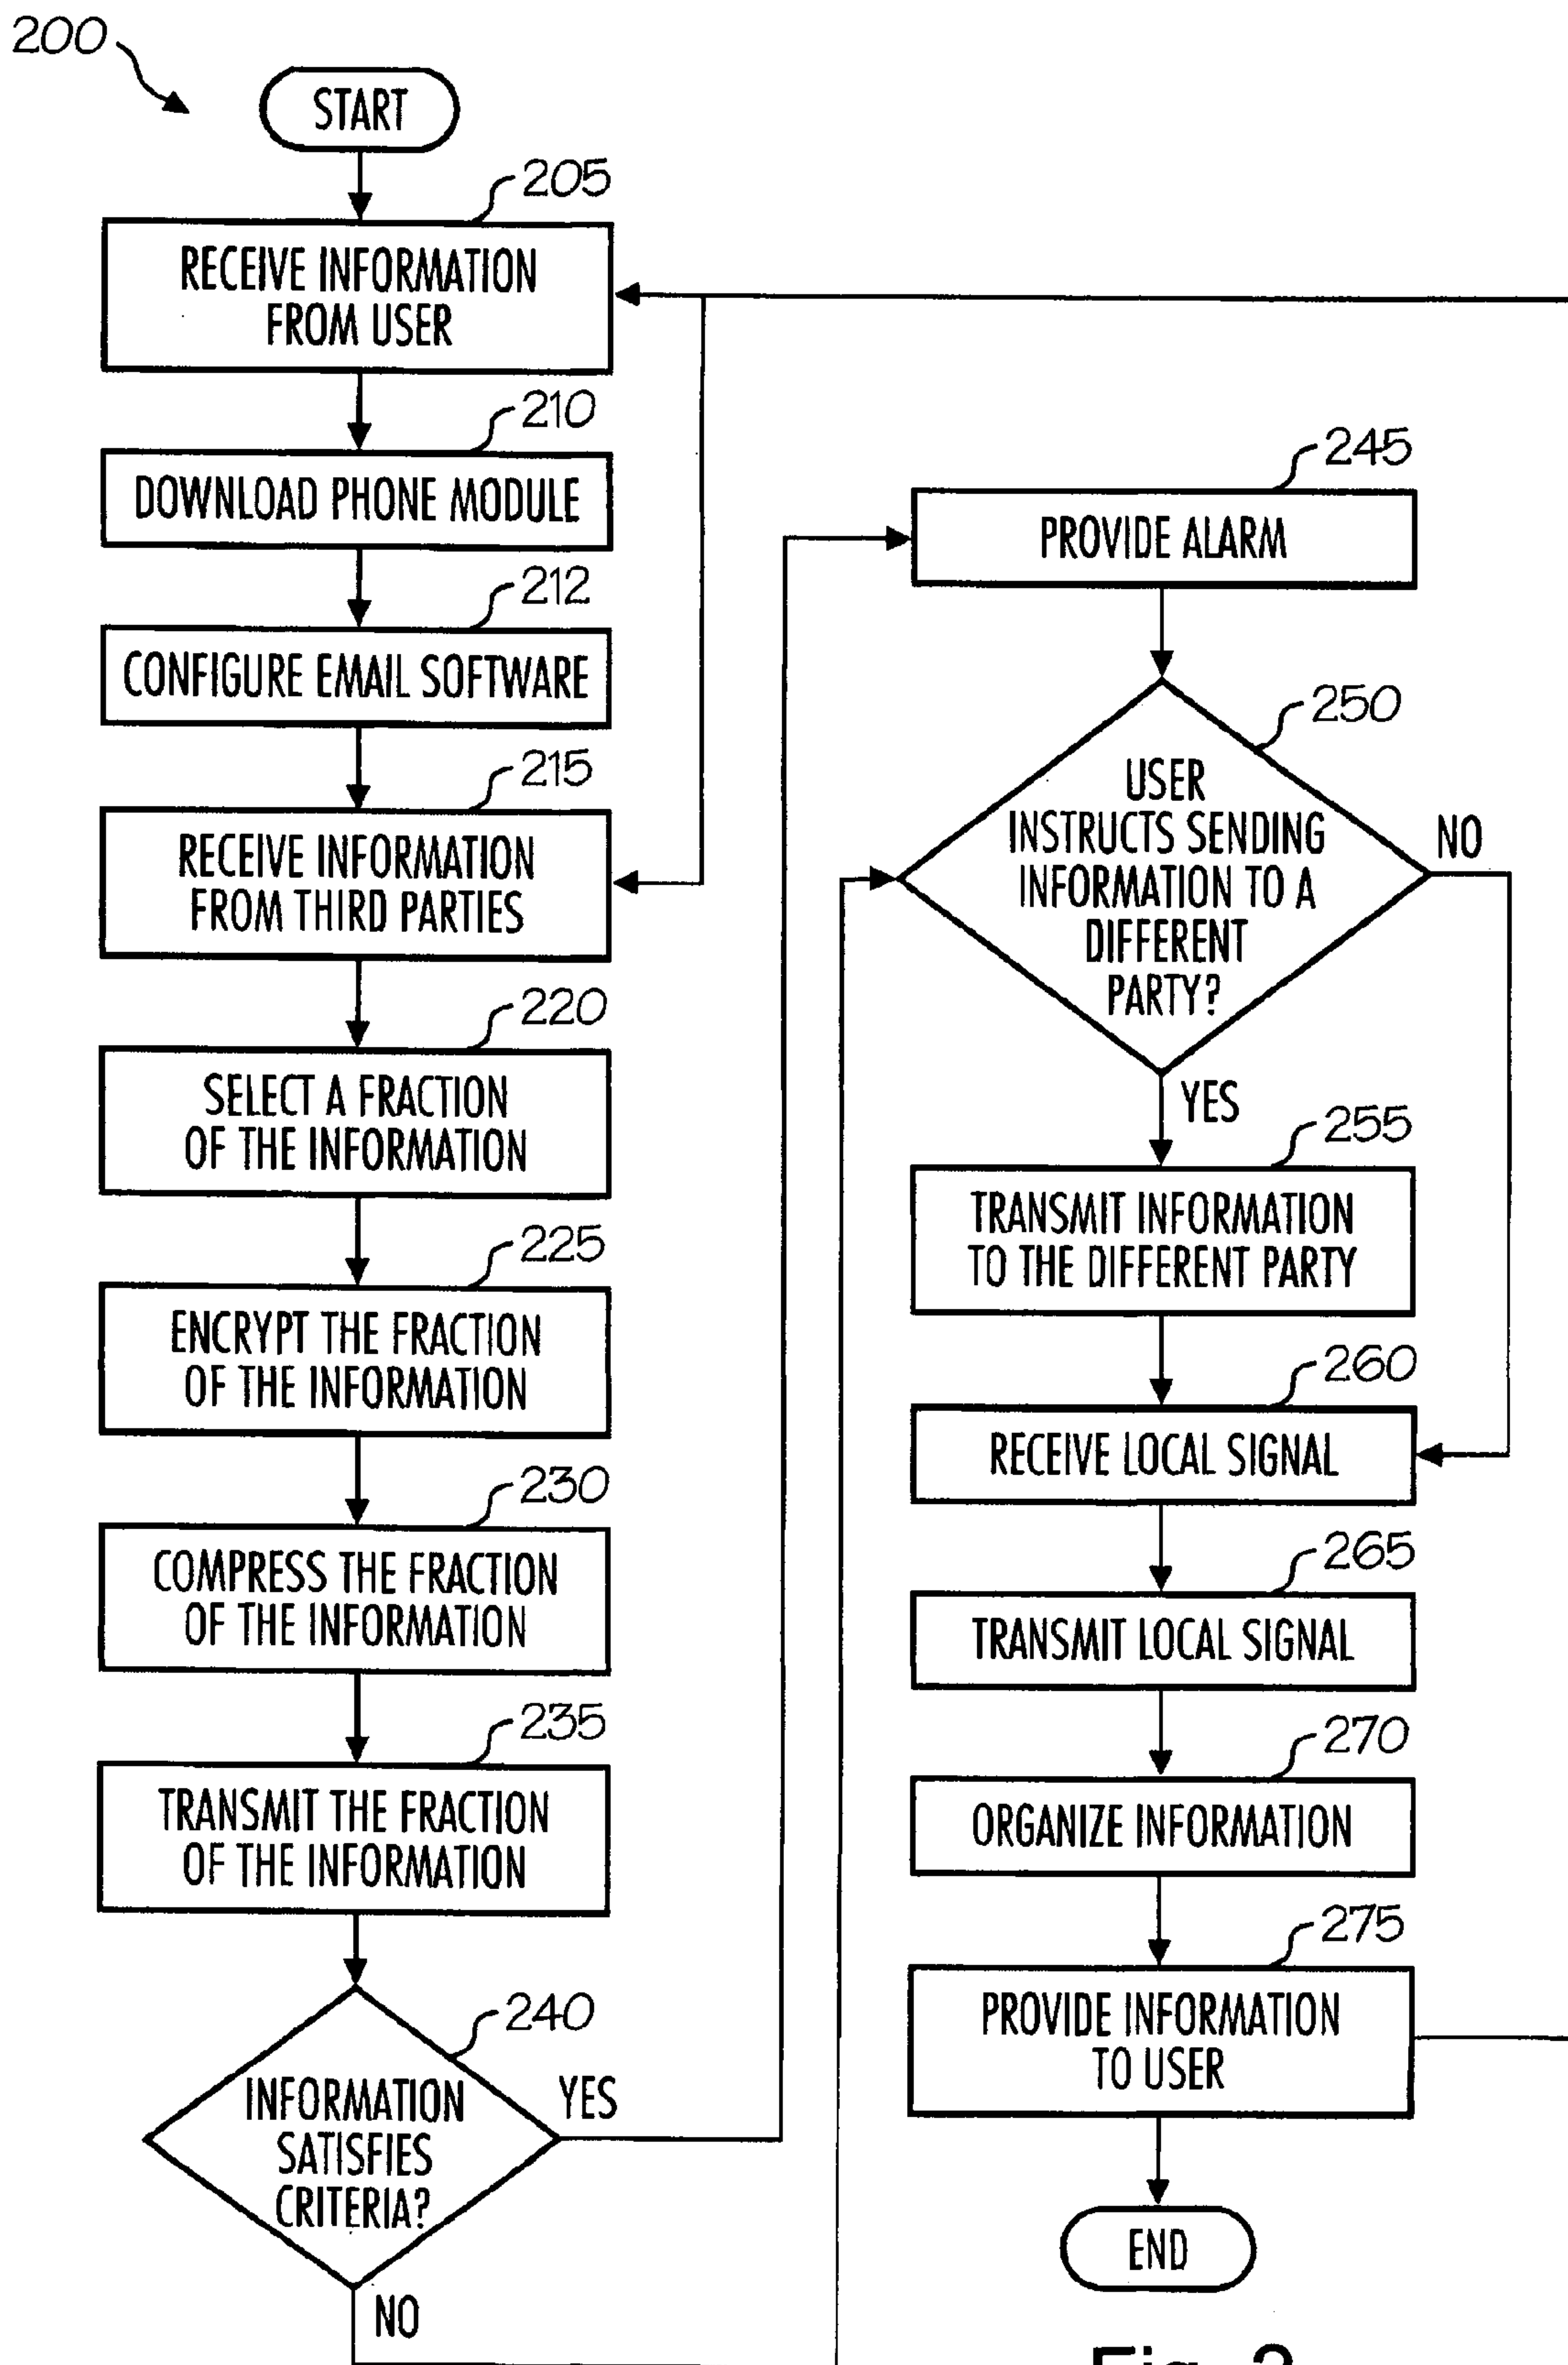 200
START
205
RECEIVE INFORMATION
FROM USER
210
DOWNLOAD PHONE MODULE
212
CONFIGURE EMAIL SOFTWARE
215
RECEIVE INFORMATION
FROM THIRD PARTIES
220
SELECT A FRACTION
OF THE INFORMATION
225
ENCRYPT THE FRACTION
OF THE INFORMATION
230
COMPRESS THE FRACTION
OF THE INFORMATION
235
TRANSMIT THE FRACTION
OF THE INFORMATION
240
INFORMATION
SATISFIES
CRITERIA?
YES
NO
245
PROVIDE ALARM
250
USER
INSTRUCTS SENDING
INFORMATION TO A
DIFFERENT
PARTY?
NO
YES
255
TRANSMIT INFORMATION
TO THE DIFFERENT PARTY
260
RECEIVE LOCAL SIGNAL
265
TRANSMIT LOCAL SIGNAL
270
ORGANIZE INFORMATION
275
PROVIDE INFORMATION
TO USER
END